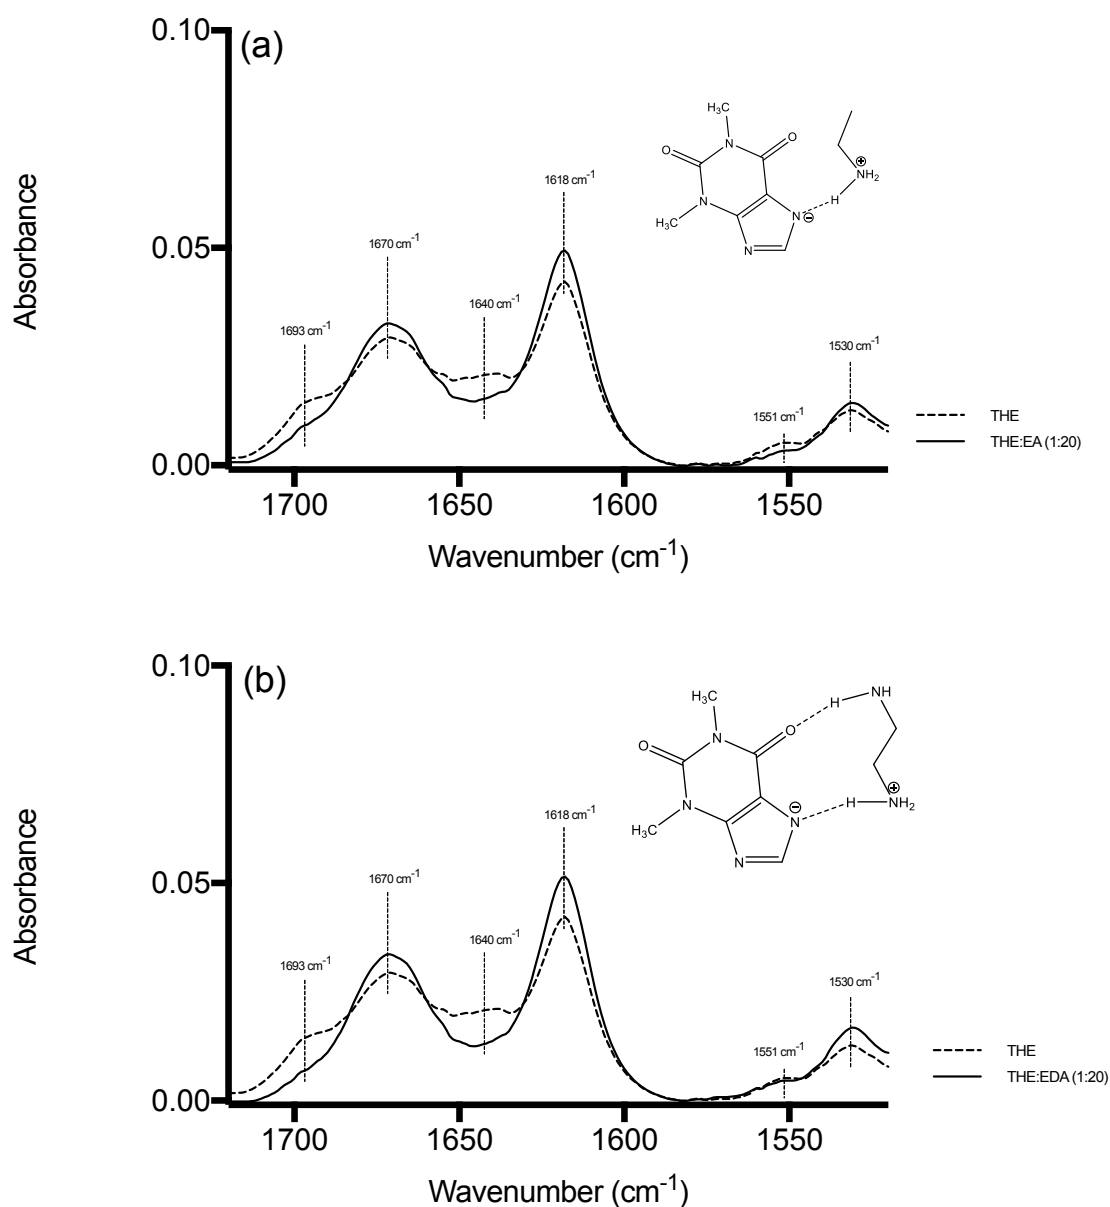 (a)
0.10
0.05
0.00
Absorbance
1693 cm-1
1670 cm-1
1640 cm-1
1618 cm-1
1551 cm-1
1530 cm-1
H3C
O
N
O
N
H3C
N
N
⊖
H
NH2
⊕
THE
THE:EA (1:20)
1700
1650
1600
1550
Wavenumber (cm-1)
(b)
0.10
0.05
0.00
Absorbance
1693 cm-1
1670 cm-1
1640 cm-1
1618 cm-1
1551 cm-1
1530 cm-1
H3C
O
N
O
N
H3C
N
N
⊖
H
NH
H
NH2
⊕
THE
THE:EDA (1:20)
1700
1650
1600
1550
Wavenumber (cm-1)